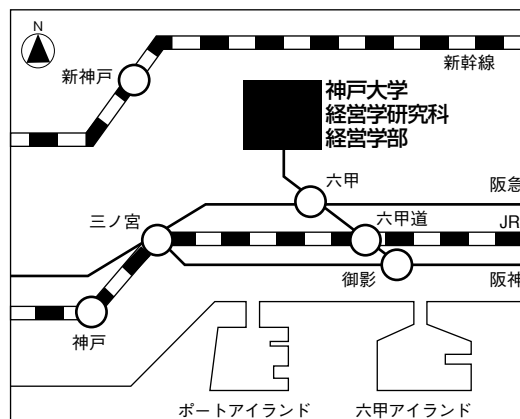 N
新幹線
新神戸
神戸大学
経営学研究科
経営学部
六甲
阪急
三ノ宮
六甲道
JR
御影
阪神
神戸
ポートアイランド
六甲アイランド